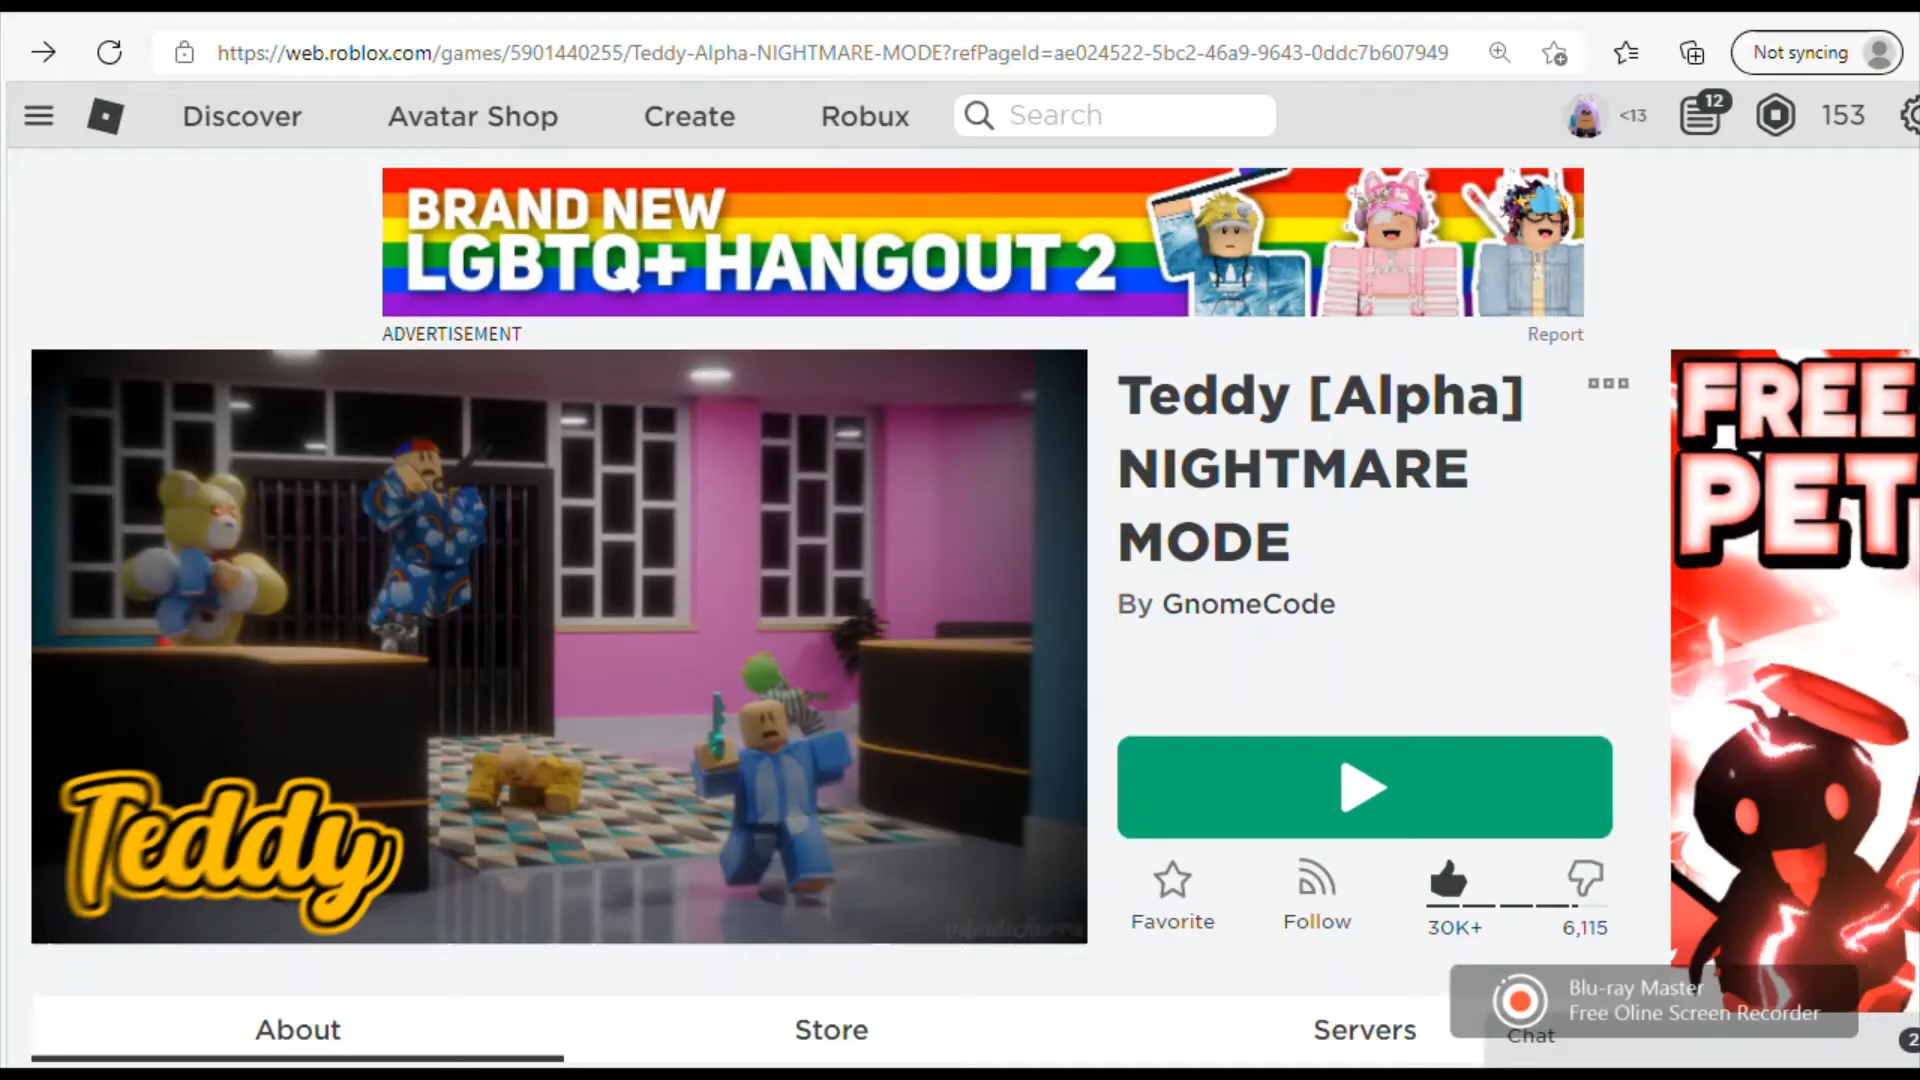 https://web.roblox.com/games/5901440255/Teddy-Alpha-NIGHTMARE-MODE?refPageId=ae024522-5bc2-46a9-9643-0ddc7b607949
Not syncing
Discover
Avatar Shop
Create
Robux
Search
<13
12
153
BRAND NEW
LGBTQ+ HANGOUT 2
ADVERTISEMENT
Report
Teddy [Alpha]
NIGHTMARE
MODE
By GnomeCode
FREE
PET
Teddy
Favorite
Follow
30K+
6,115
Blu-ray Master
Free Oline Screen Recorder
About
Store
Servers
Chat
2